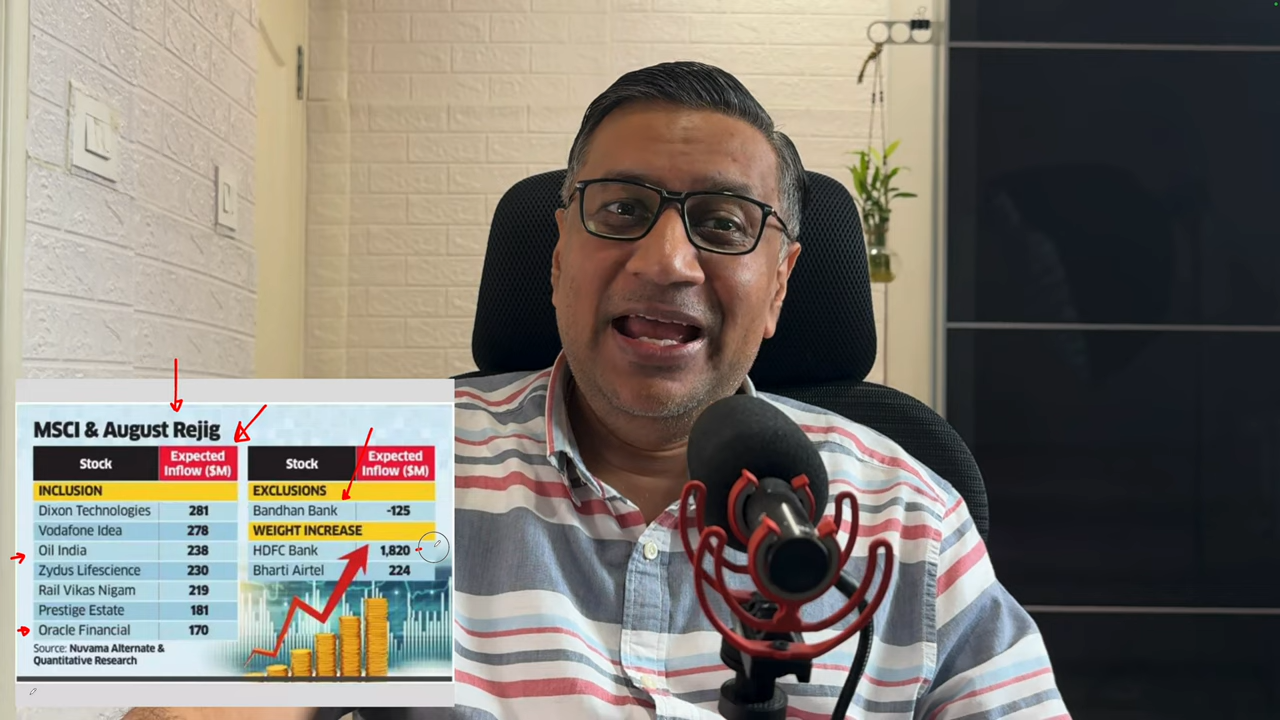 MSCI & August Rejig
Stock Expected Inflow ($M)
INCLUSION
Dixon Technologies 281
Vodafone Idea 278
Oil India 238
Zydus Lifescience 230
Rail Vikas Nigam 219
Prestige Estate 181
Oracle Financial 170
Source: Nuvama Alternate &
Quantitative Research
Stock Expected Inflow ($M)
EXCLUSIONS
Bandhan Bank -125
WEIGHT INCREASE
HDFC Bank 1,820
Bharti Airtel 224